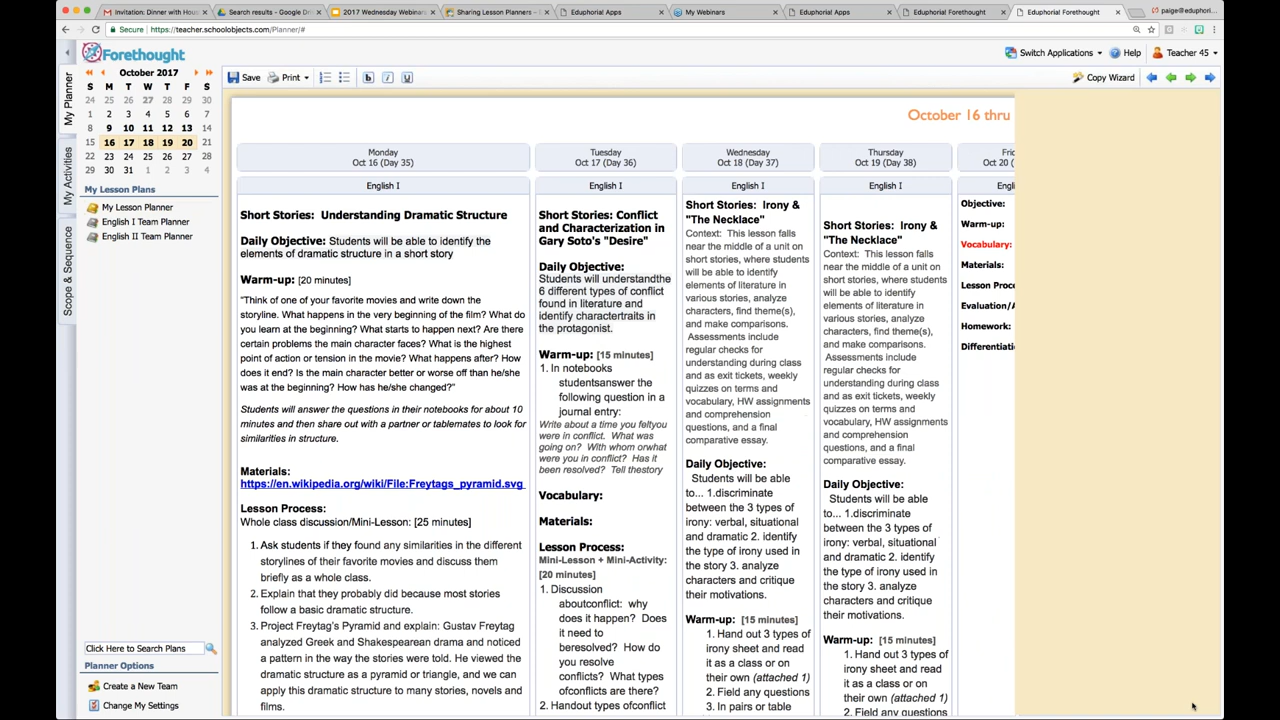 Invitation: Dinner with Hous
Search results - Google Dri
2017 Wednesday Webinar
Sharing Lesson Planners –
Euphorial Apps
My Webinars
Euphorial Apps
Euphorial Forethought
Euphorial Forethought
paige@eduphori...
Secure https://teacher.schoolobjects.com/Planner/#
Forethought
Switch Applications
Help
Teacher 45
My Planner
My Activities
Scope & Sequence
October 2017
S M T W T F S
24 25 26 27 28 29 30
1 2 3 4 5 6 7
8 9 10 11 12 13 14
15 16 17 18 19 20 21
22 23 24 25 26 27 28
29 30 31 1 2 3 4
My Lesson Plans
My Lesson Planner
English I Team Planner
English II Team Planner
Click Here to Search Plans
Planner Options
Create a New Team
Change My Settings
Save
Print
b i u
Copy Wizard
October 16 thru
Monday
Oct 16 (Day 35)
English I
Short Stories: Understanding Dramatic Structure
Daily Objective: Students will be able to identify the
elements of dramatic structure in a short story
Warm-up: [20 minutes]
"Think of one of your favorite movies and write down the
storyline. What happens in the very beginning of the film? What do
you learn at the beginning? What starts to happen next? Are there
certain problems the main character faces? What is the highest
point of action or tension in the movie? What happens after? How
does it end? Is the main character better or worse off than he/she
was at the beginning? How has he/she changed?"
Students will answer the questions in their notebooks for about 10
minutes and then share out with a partner or tablemates to look for
similarities in structure.
Materials:
https://en.wikipedia.org/wiki/File:Freytags_pyramid.svg
Lesson Process:
Whole class discussion/Mini-Lesson: [25 minutes]
1. Ask students if they found any similarities in the different
storylines of their favorite movies and discuss them
briefly as a whole class.
2. Explain that they probably did because most stories
follow a basic dramatic structure.
3. Project Freytag's Pyramid and explain: Gustav Freytag
analyzed Greek and Shakespearean drama and noticed
a pattern in the way the stories were told. He viewed the
dramatic structure as a pyramid or triangle, and we can
apply this dramatic structure to many stories, novels and
films.
Tuesday
Oct 17 (Day 36)
English I
Short Stories: Conflict
and Characterization in
Gary Soto's "Desire"
Daily Objective:
Students will understandthe
6 different types of conflict
found in literature and
identify charactertraits in
the protagonist.
Warm-up: [15 minutes]
1. In notebooks
studentsanswer the
following question in a
journal entry:
Write about a time you feltyou
were in conflict. What was
going on? With whom orwhat
were you in conflict? Has it
been resolved? Tell thestory
Vocabulary:
Materials:
Lesson Process:
Mini-Lesson + Mini-Activity:
[20 minutes]
1. Discussion
aboutconflict: why
does it happen? Does
it need to
beresolved? How do
you resolve
conflicts? What types
ofconflicts are there?
2. Handout types ofconflict
Wednesday
Oct 18 (Day 37)
English I
Short Stories: Irony &
"The Necklace"
Context: This lesson falls
near the middle of a unit on
short stories, where students
will be able to identify
elements of literature in
various stories, analyze
characters, find theme(s),
and make comparisons.
Assessments include
regular checks for
understanding during class
and as exit tickets, weekly
quizzes on terms and
vocabulary, HW assignments
and comprehension
questions, and a final
comparative essay.
Daily Objective:
Students will be able
to... 1.discriminate
between the 3 types of
irony: verbal, situational
and dramatic 2. identify
the type of irony used in
the story 3. analyze
characters and critique
their motivations.
Warm-up: [15 minutes]
1. Hand out 3 types of
irony sheet and read
it as a class or on
their own (attached 1)
2. Field any questions
3. In pairs or table
Thursday
Oct 19 (Day 38)
English I
Short Stories: Irony &
"The Necklace"
Context: This lesson
falls near the middle of a
unit on short stories,
where students will be
able to identify
elements of literature in
various stories, analyze
characters, find
theme(s), and make
comparisons.
Assessments include
regular checks for
understanding during class
and as exit tickets, weekly
quizzes on terms and
vocabulary, HW
assignments and
comprehension
questions, and a final
comparative essay.
Daily Objective:
Students will be able
to... 1.discriminate
between the 3 types of
irony: verbal, situational
and dramatic 2. identify
the type of irony used in
the story 3. analyze
characters and critique
their motivations.
Warm-up: [15 minutes]
1. Hand out 3 types of
irony sheet and read
it as a class or on
their own (attached 1)
2. Field any questions
Fric
Oct 20 (
Engli
Objective:
Warm-up:
Vocabulary:
Materials:
Lesson Proce
Evaluation/A
Homework:
Differentiatio